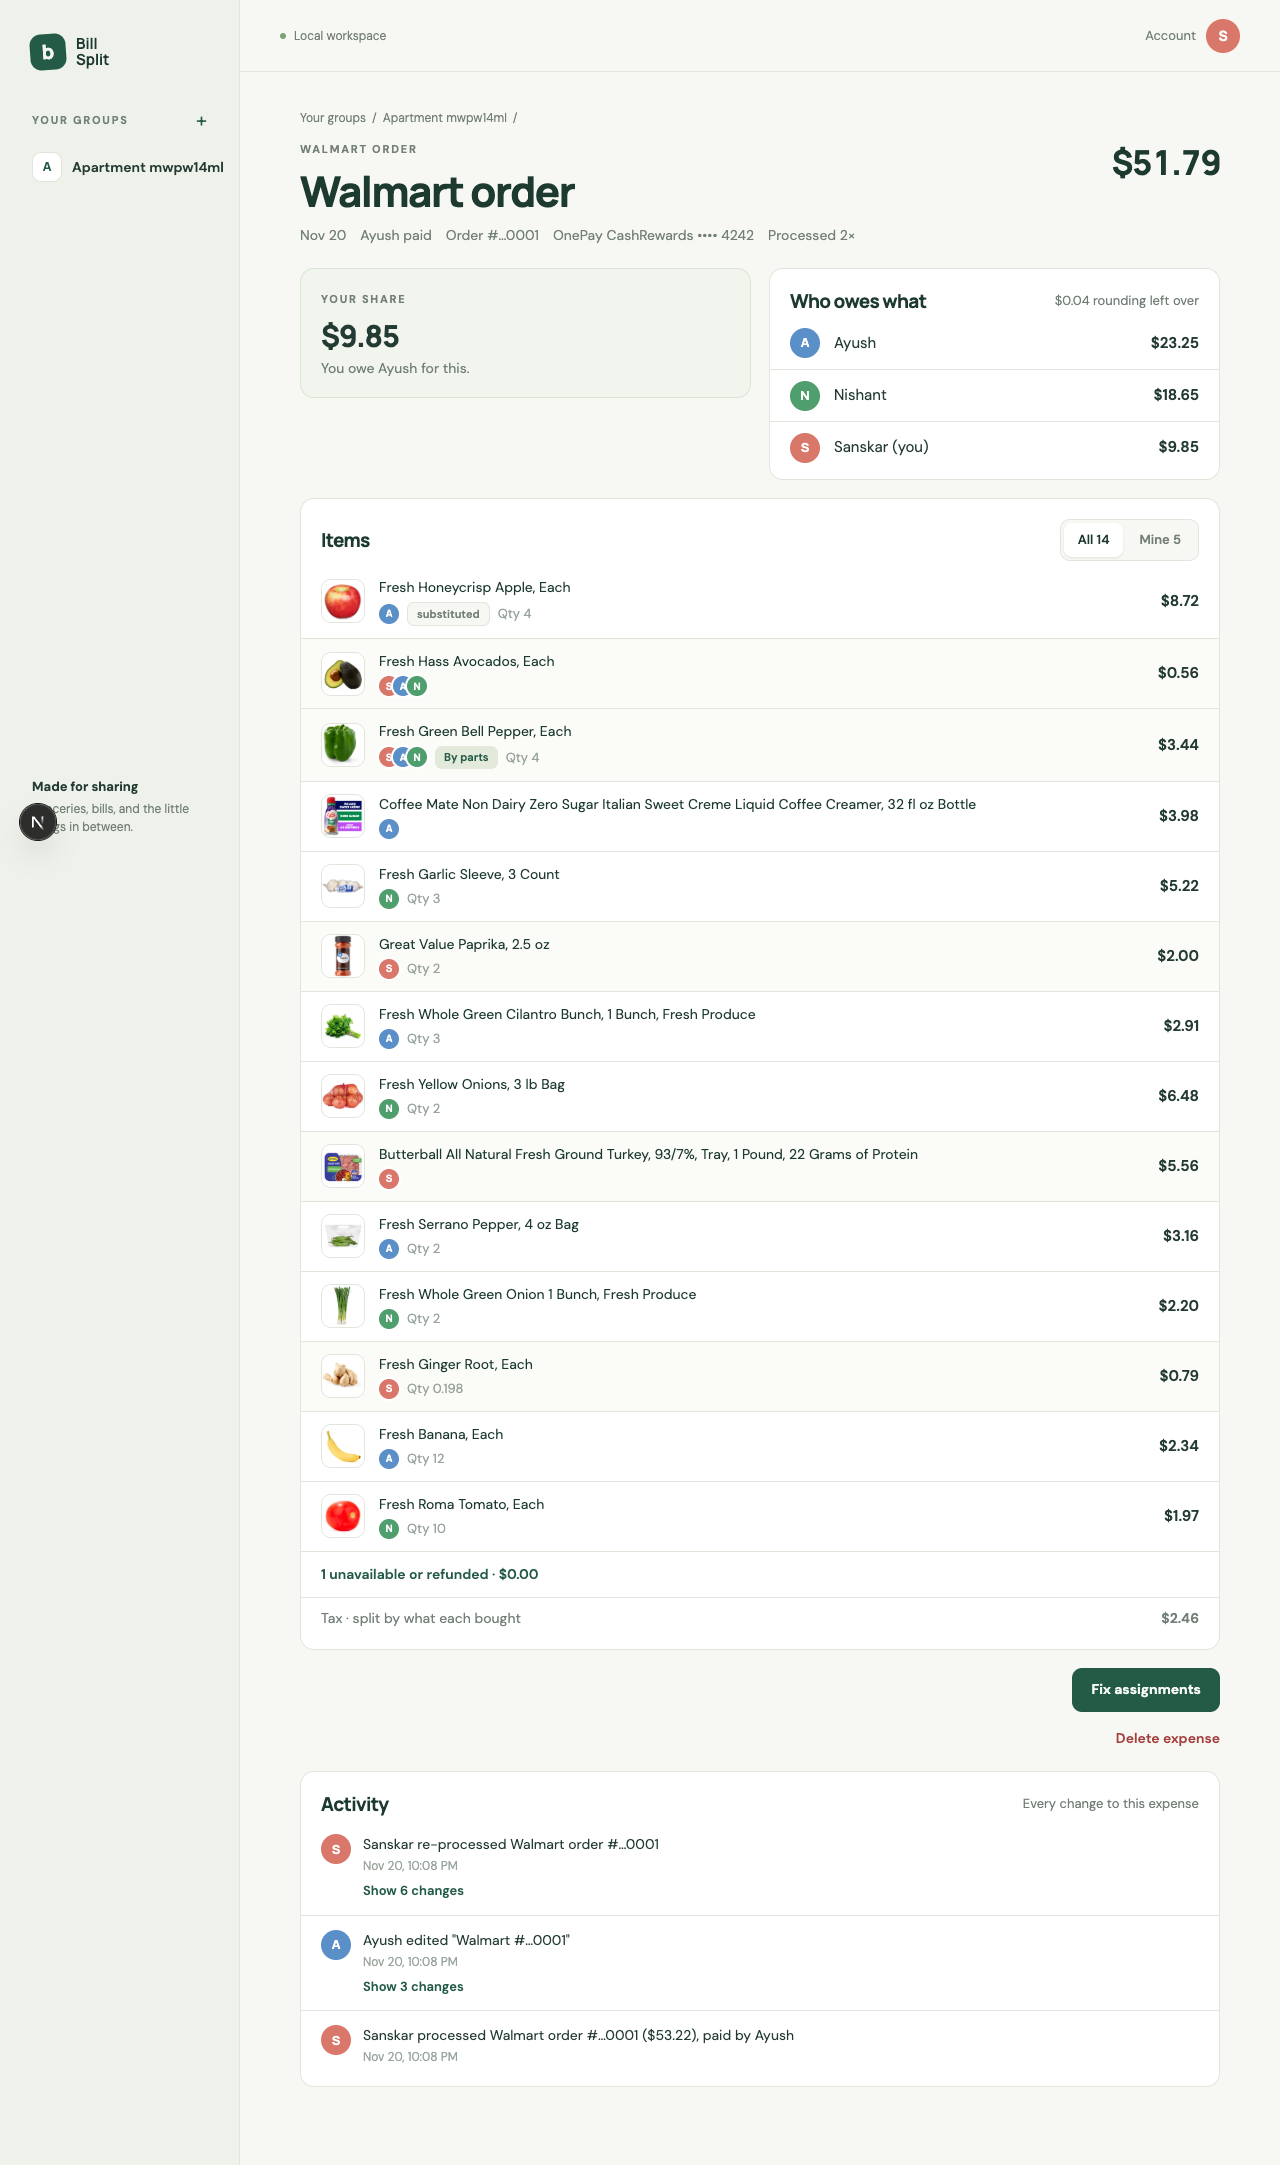 b
Bill
Split
YOUR GROUPS +
A Apartment mwpw14ml
Made for sharing
ceries, bills, and the little
gs in between.
N
Local workspace
Account S
Your groups / Apartment mwpw14ml /
WALMART ORDER
Walmart order
$51.79
Nov 20 Ayush paid Order #…0001 OnePay CashRewards •••• 4242 Processed 2×
YOUR SHARE
$9.85
You owe Ayush for this.
Who owes what $0.04 rounding left over
A Ayush $23.25
N Nishant $18.65
S Sanskar (you) $9.85
Items All 14 Mine 5
Fresh Honeycrisp Apple, Each
A substituted Qty 4
$8.72
Fresh Hass Avocados, Each
S A N
$0.56
Fresh Green Bell Pepper, Each
S A N By parts Qty 4
$3.44
Coffee Mate Non Dairy Zero Sugar Italian Sweet Creme Liquid Coffee Creamer, 32 fl oz Bottle
A
$3.98
Fresh Garlic Sleeve, 3 Count
N Qty 3
$5.22
Great Value Paprika, 2.5 oz
S Qty 2
$2.00
Fresh Whole Green Cilantro Bunch, 1 Bunch, Fresh Produce
A Qty 3
$2.91
Fresh Yellow Onions, 3 lb Bag
N Qty 2
$6.48
Butterball All Natural Fresh Ground Turkey, 93/7%, Tray, 1 Pound, 22 Grams of Protein
S
$5.56
Fresh Serrano Pepper, 4 oz Bag
A Qty 2
$3.16
Fresh Whole Green Onion 1 Bunch, Fresh Produce
N Qty 2
$2.20
Fresh Ginger Root, Each
S Qty 0.198
$0.79
Fresh Banana, Each
A Qty 12
$2.34
Fresh Roma Tomato, Each
N Qty 10
$1.97
1 unavailable or refunded · $0.00
Tax · split by what each bought $2.46
Fix assignments
Delete expense
Activity Every change to this expense
S Sanskar re-processed Walmart order #…0001
Nov 20, 10:08 PM
Show 6 changes
A Ayush edited "Walmart #…0001"
Nov 20, 10:08 PM
Show 3 changes
S Sanskar processed Walmart order #…0001 ($53.22), paid by Ayush
Nov 20, 10:08 PM